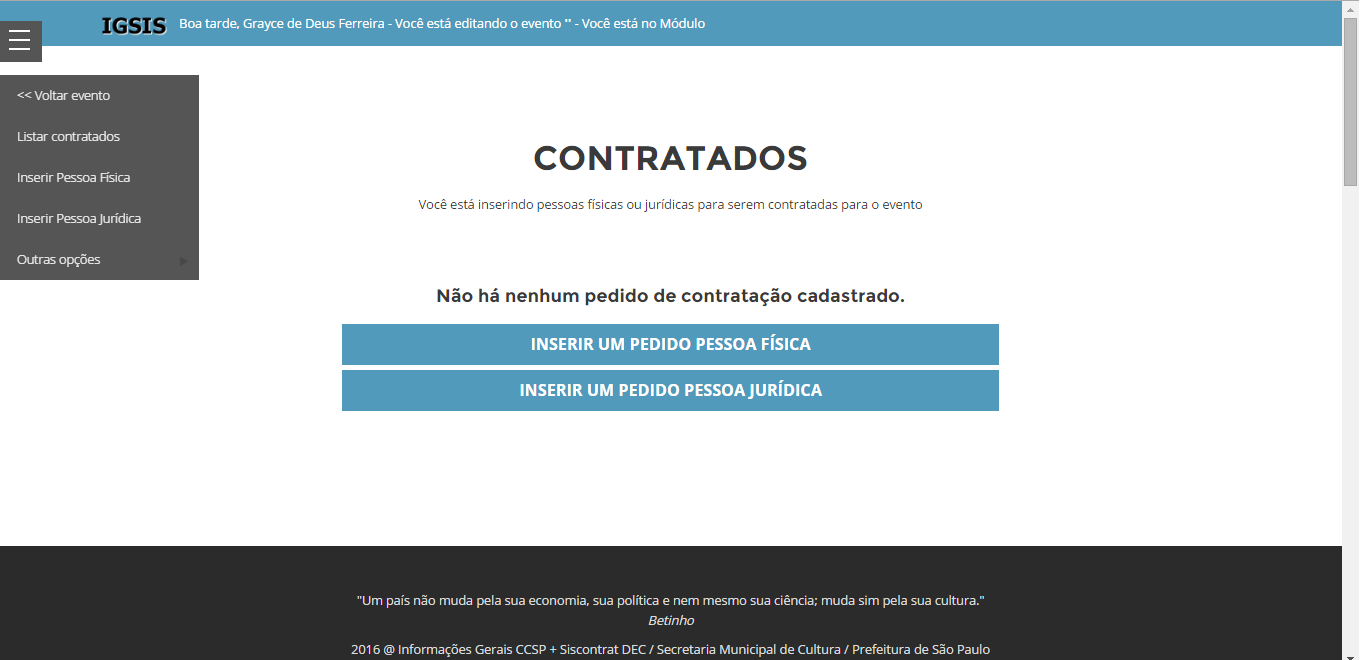 IGSIS Boa tarde, Grayce de Deus Ferreira - Você está editando o evento '' - Você está no Módulo
<< Voltar evento
Listar contratados
Inserir Pessoa Física
Inserir Pessoa Jurídica
Outras opções
CONTRATADOS
Você está inserindo pessoas físicas ou jurídicas para serem contratadas para o evento
Não há nenhum pedido de contratação cadastrado.
INSERIR UM PEDIDO PESSOA FÍSICA
INSERIR UM PEDIDO PESSOA JURÍDICA
"Um país não muda pela sua economia, sua política e nem mesmo sua ciência; muda sim pela sua cultura."
Betinho
2016 @ Informações Gerais CCSP + Siscontrat DEC / Secretaria Municipal de Cultura / Prefeitura de São Paulo